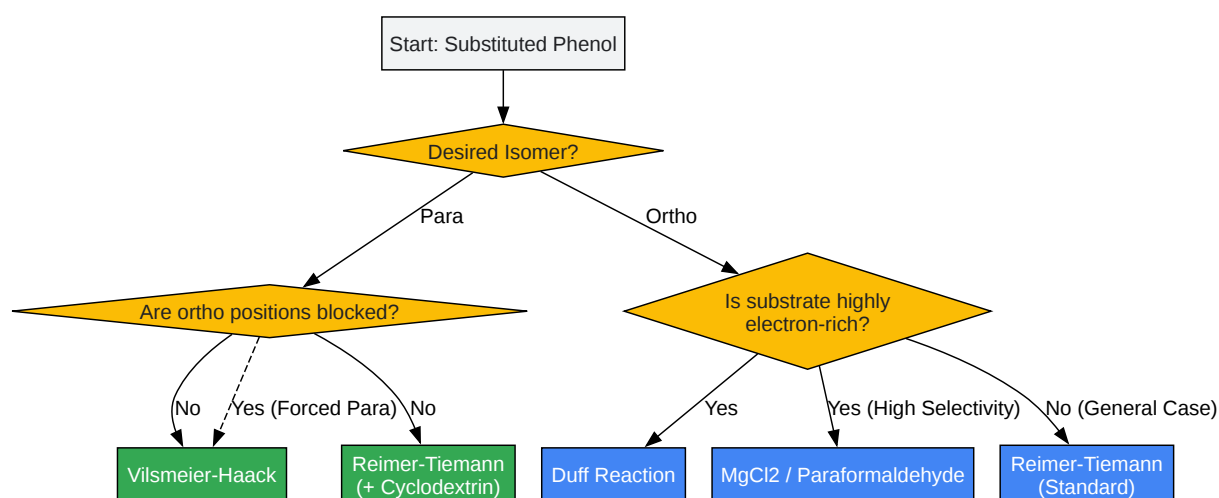 Start: Substituted Phenol
Desired Isomer?
Para
Ortho
Are ortho positions blocked?
Is substrate highly
electron-rich?
No
Yes (Forced Para)
No
Yes
Yes (High Selectivity)
No (General Case)
Vilsmeier-Haack
Reimer-Tiemann
(+ Cyclodextrin)
Duff Reaction
MgCl2 / Paraformaldehyde
Reimer-Tiemann
(Standard)